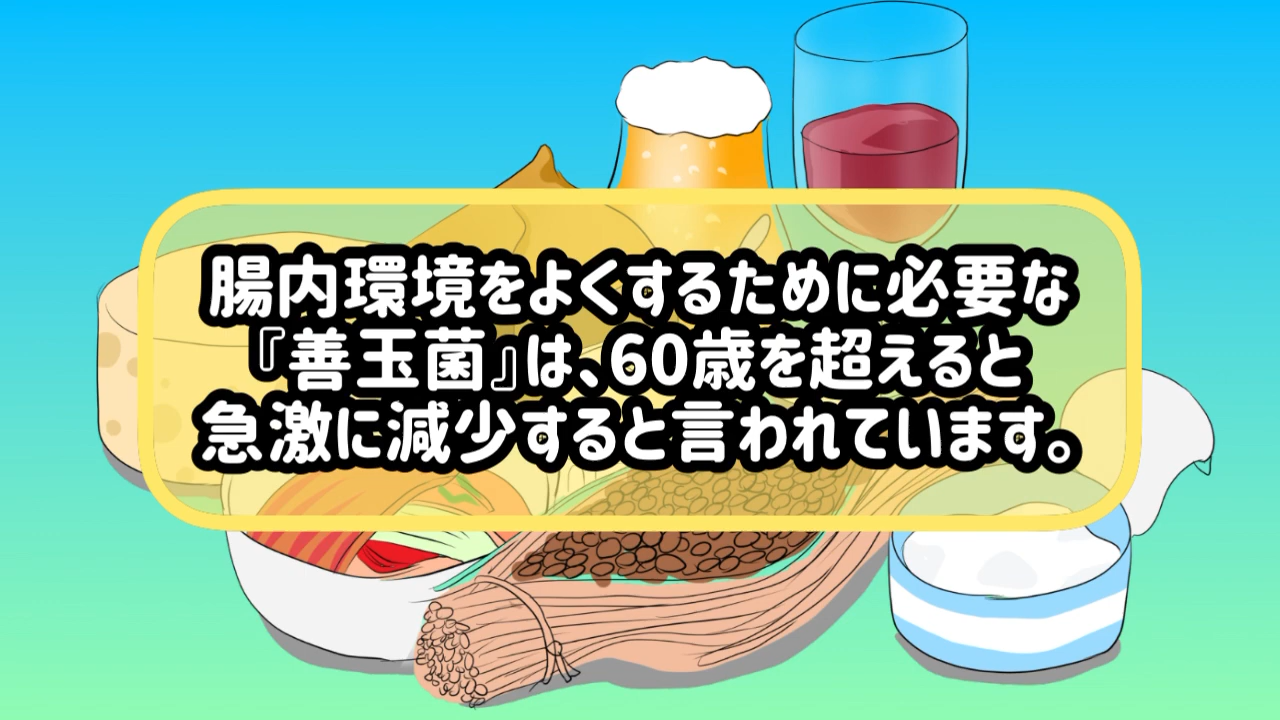 腸内環境をよくするために必要な
『善玉菌』は、60歳を超えると
急激に減少すると言われています。